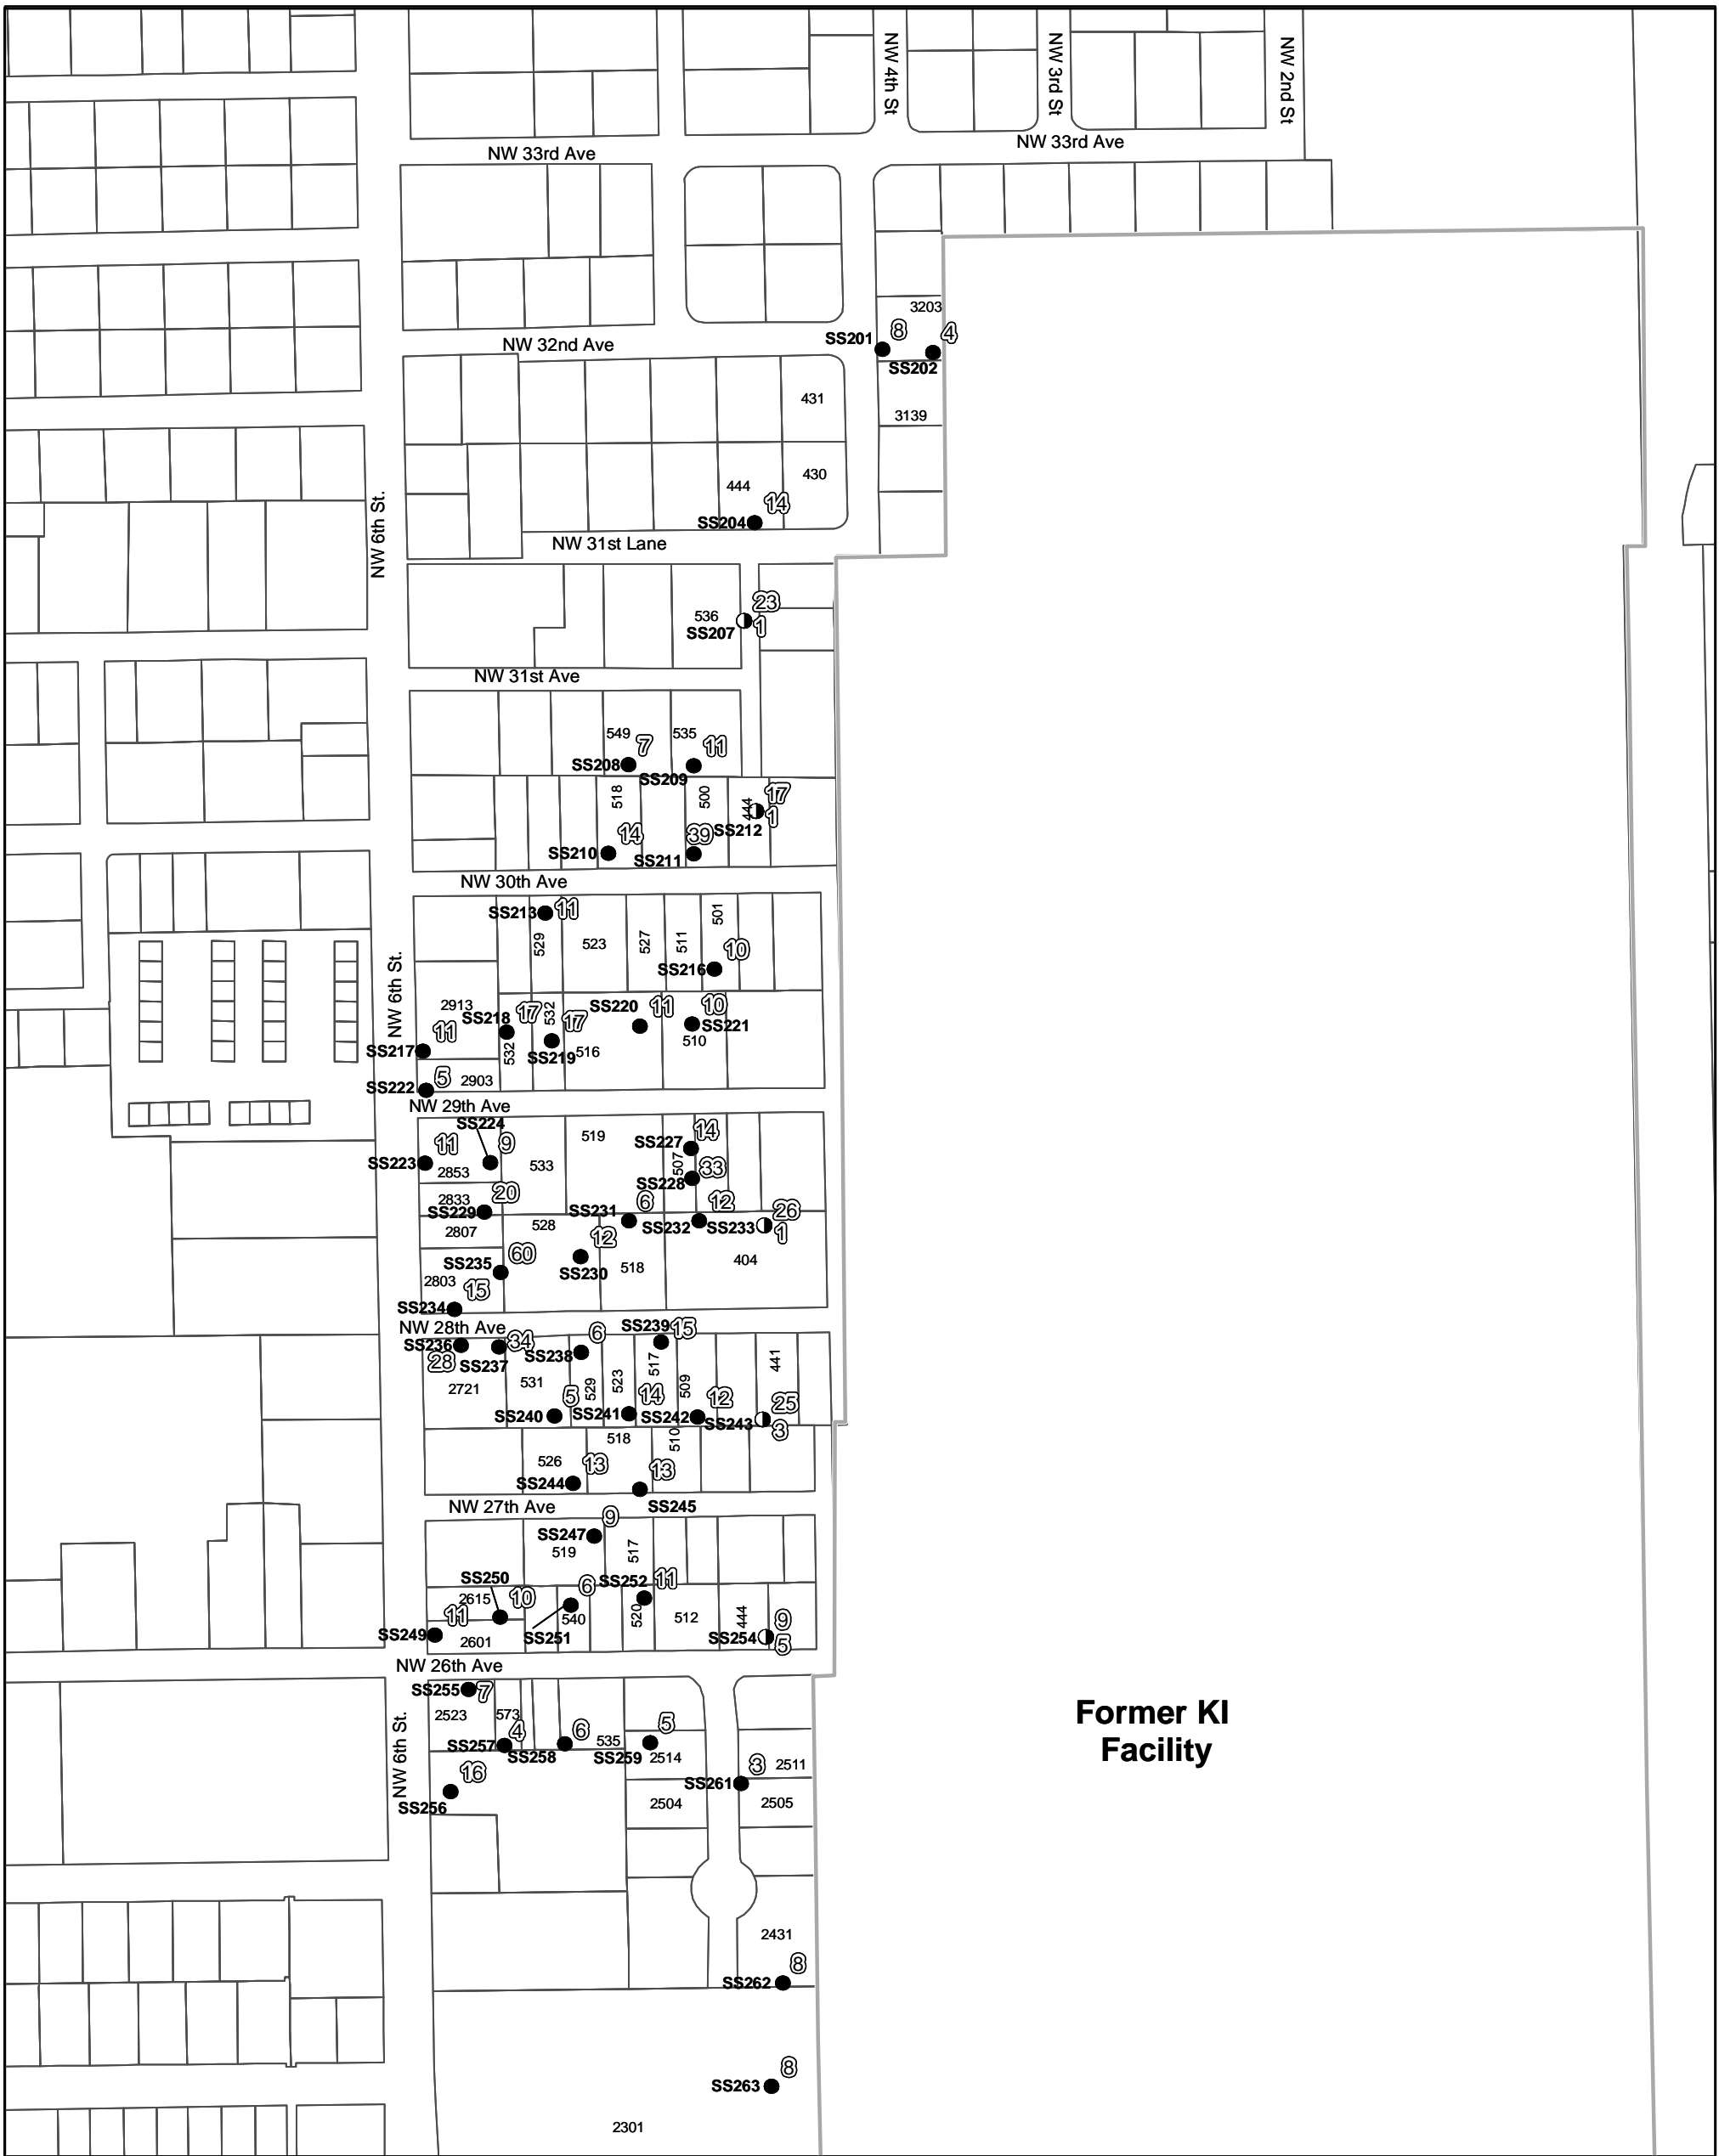 NW 4th St
NW 3rd St
NW 2nd St
NW 33rd Ave
NW 33rd Ave
3203
SS201
8
4
SS202
NW 32nd Ave
431
3139
430
444
14
SS204
NW 6th St.
NW 31st Lane
23
536
1
SS207
NW 31st Ave
549
7
535
11
SS208
SS209
518
500
444
17
1
SS212
14
39
SS210
SS211
NW 30th Ave
SS213
11
501
529
523
527
511
10
SS216
NW 6th St.
2913
SS218
17
532
17
SS220
11
10
SS221
11
SS217
532
SS219
516
510
5
2903
SS222
NW 29th Ave
SS224
11
9
519
SS227
14
SS223
2853
533
507
33
SS228
2833
20
SS229
6
12
26
SS231
SS232
SS233
1
2807
528
12
60
SS235
SS230
518
404
2803
15
SS234
NW 28th Ave
SS239
15
SS236
34
6
28
SS237
SS238
517
441
2721
531
529
523
509
5
14
12
25
SS240
SS241
SS242
SS243
3
518
510
526
13
13
SS244
SS245
NW 27th Ave
9
SS247
519
517
SS250
6
SS252
11
2615
10
11
540
520
512
444
9
SS249
2601
SS251
SS254
5
NW 26th Ave
SS255
7
2523
573
NW 6th St.
4
6
5
SS257
SS258
535
SS259
2514
16
3
2511
SS261
SS256
2504
2505
Former KI
Facility
2431
8
SS262
8
SS263
2301